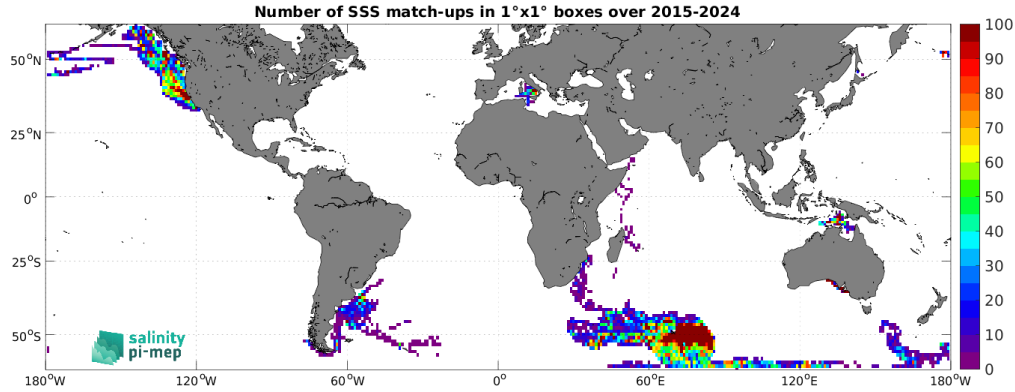 Number of SSS match-ups in 1°x1° boxes over 2015-2024
100
90
80
70
60
50
40
30
20
10
0
50°N
25°N
0°
25°S
50°S
salinity
pi-mep
180°W 120°W 60°W 0° 60°E 120°E 180°W